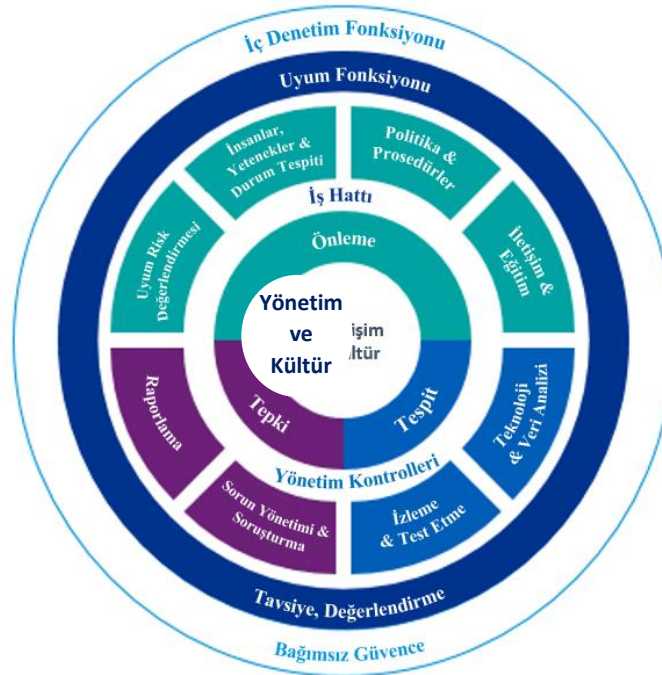 İç Denetim Fonksiyonu
Uyum Fonksiyonu
İnsanlar,
Yetenekler &
Durum Tespiti
Politika &
Prosedürler
İş Hattı
Uyum Risk
Değerlendirmesi
Önleme
İletişim &
Eğitim
Yönetim
ve
Kültür
Raporlama
Tepki
Tespit
Teknoloji
& Veri Analizi
Yönetim Kontrolleri
Sorun Yönetimi &
Soruşturma
İzleme
& Test Etme
Tavsiye, Değerlendirme
Bağımsız Güvence